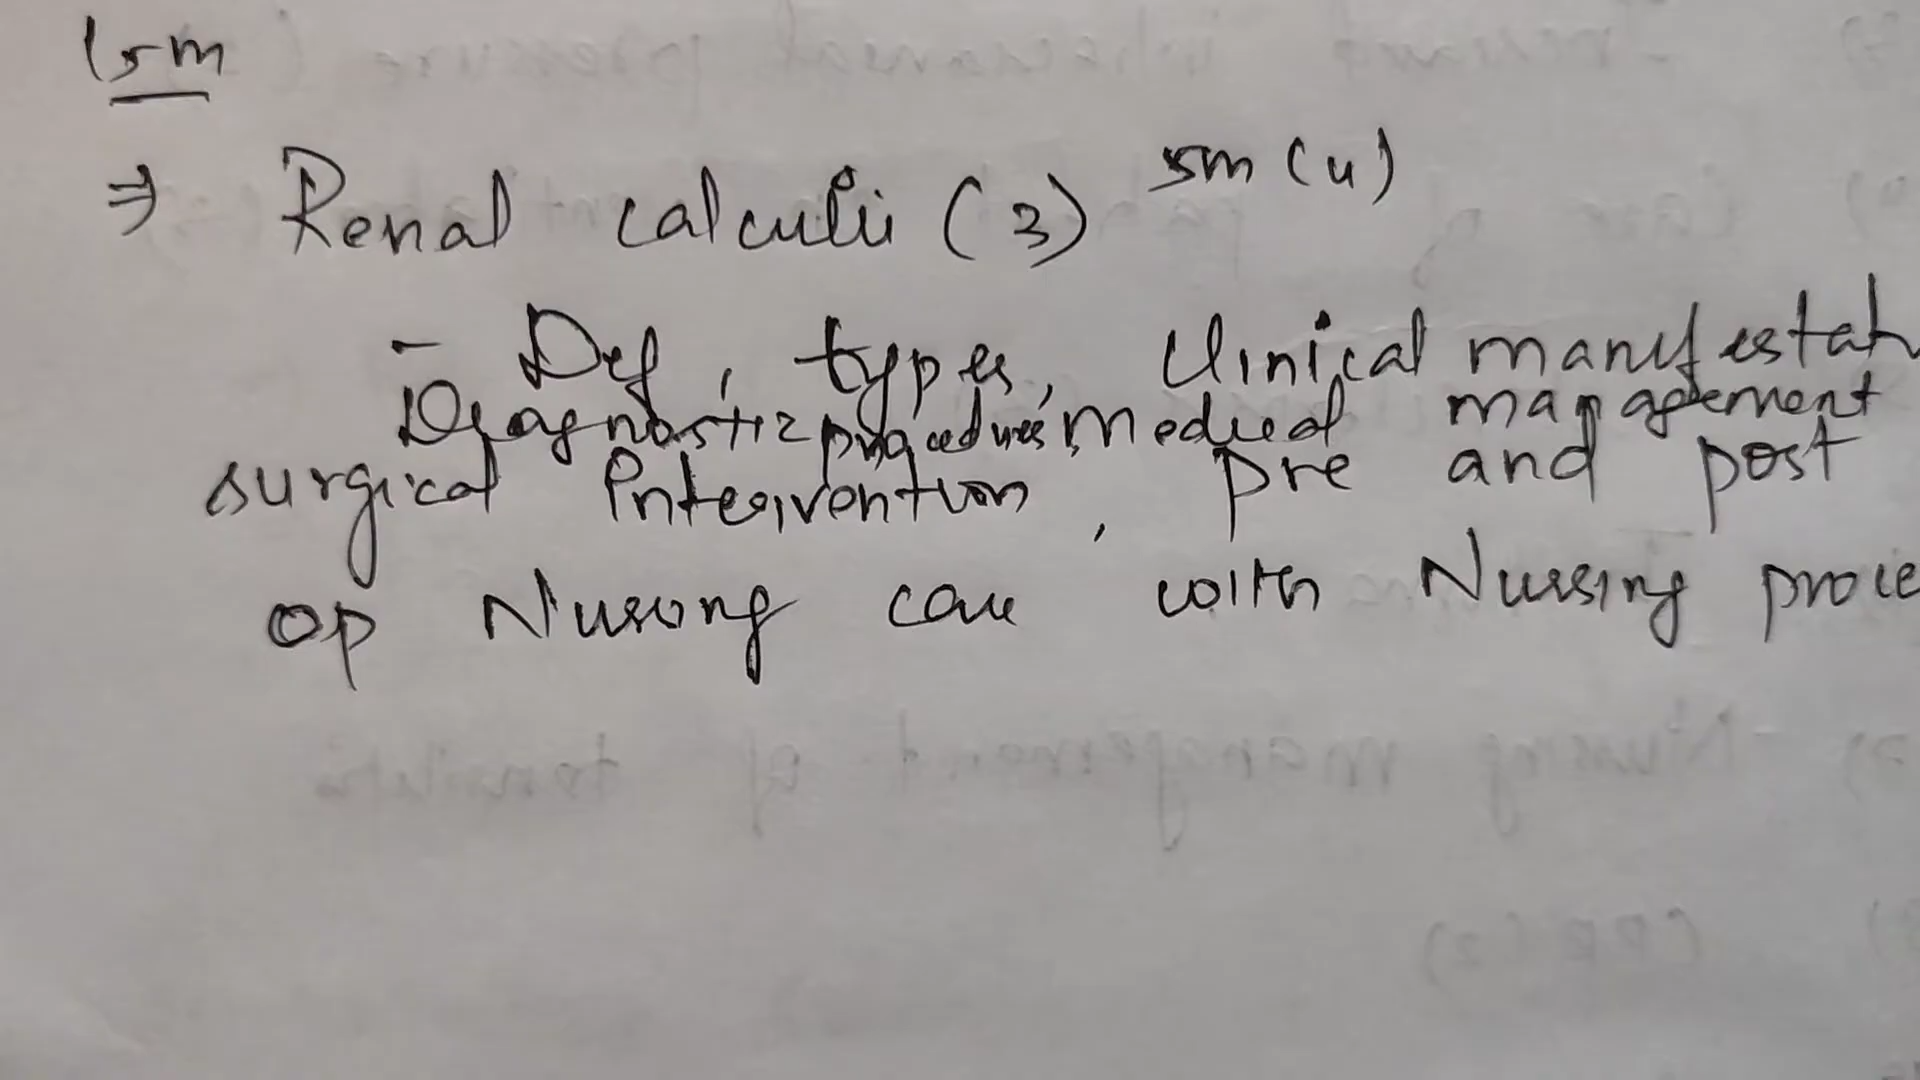 15m
⇒ Renal calculi (3) 5m (4)
- Def, types, Clinical manifestat
Diagnostic procedures, Medical management
surgical Intervention, pre and post
op Nursing care with Nursing proce